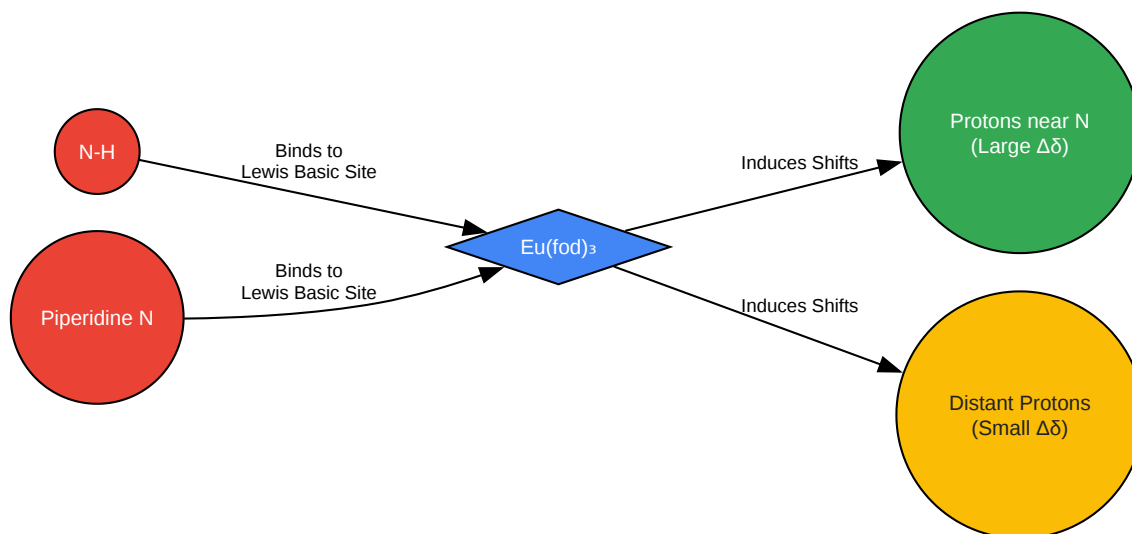 N-H
Binds to
Lewis Basic Site
Piperidine N
Binds to
Lewis Basic Site
Eu(fod)₃
Induces Shifts
Protons near N
(Large Δδ)
Induces Shifts
Distant Protons
(Small Δδ)